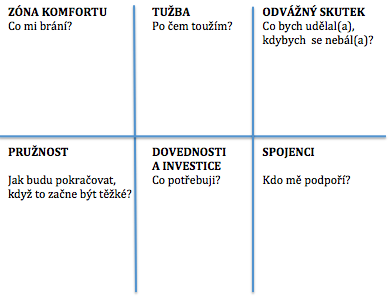 ZÓNA KOMFORTU
Co mi brání?
TUŽBA
Po čem toužím?
ODVÁŽNÝ SKUTEK
Co bych udělal(a),
kdybych se nebál(a)?
PRUŽNOST
Jak budu pokračovat,
když to začne být těžké?
DOVEDNOSTI
A INVESTICE
Co potřebuji?
SPOJENCI
Kdo mě podpoří?